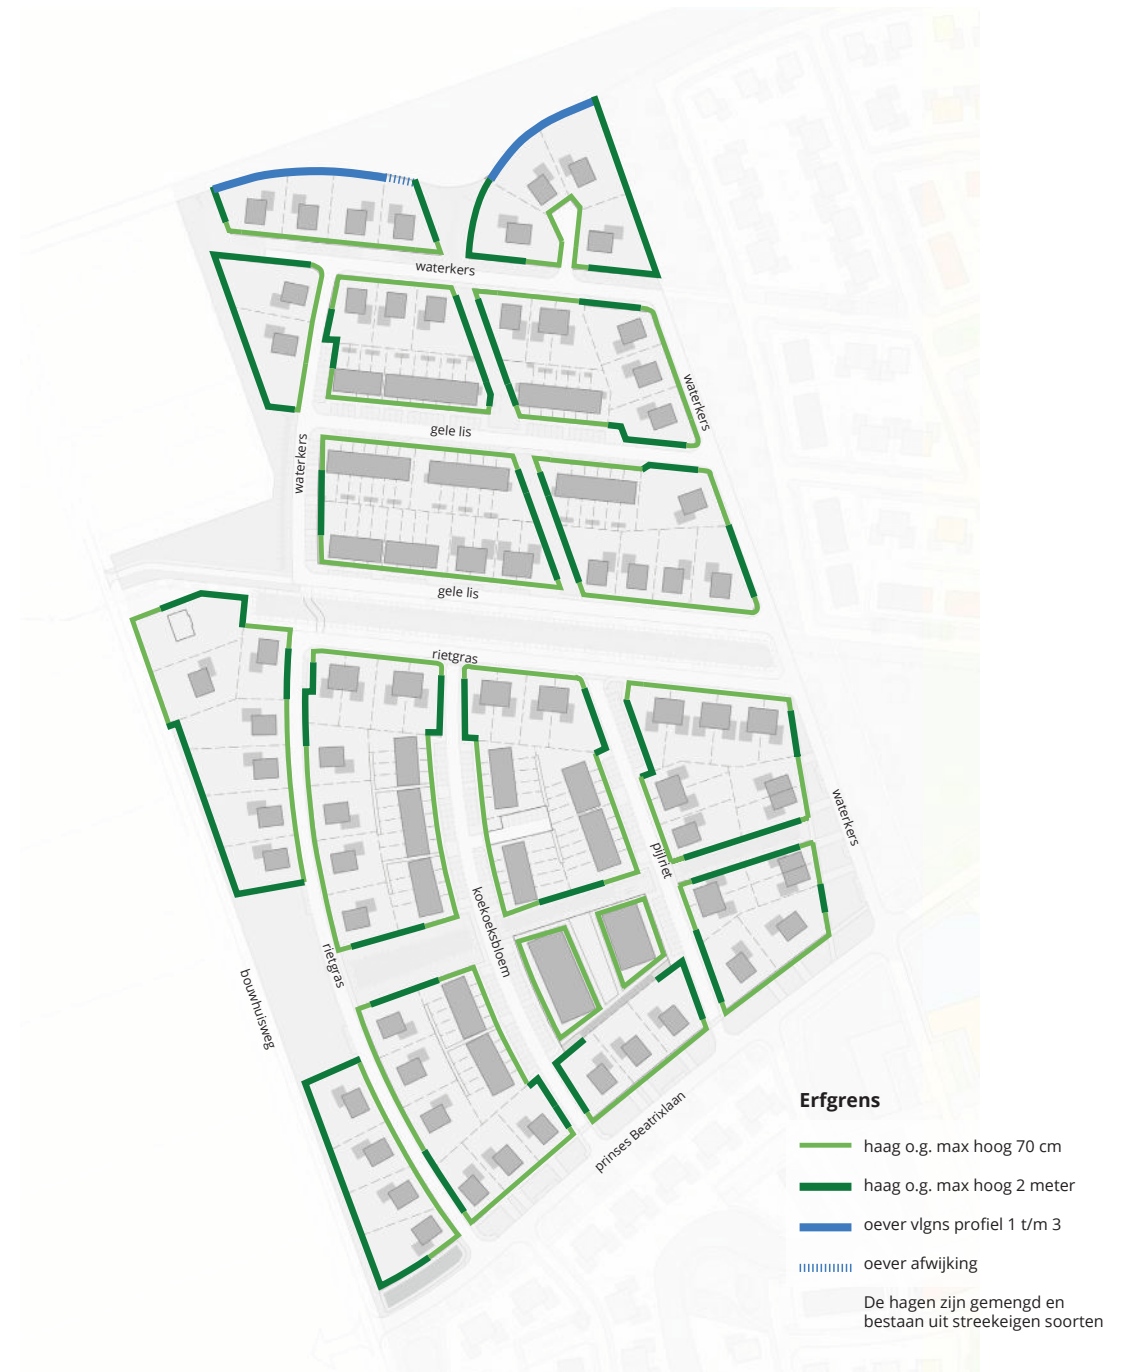 waterkers
waterkers
gele lis
waterkers
gele lis
rietgras
waterkers
pijlriet
koekoeksbloem
rietgras
bouwhuisweg
prinses Beatrixlaan
Erfgrens
haag o.g. max hoog 70 cm
haag o.g. max hoog 2 meter
oever vlgns profiel 1 t/m 3
oever afwijking
De hagen zijn gemengd en
bestaan uit streekeigen soorten